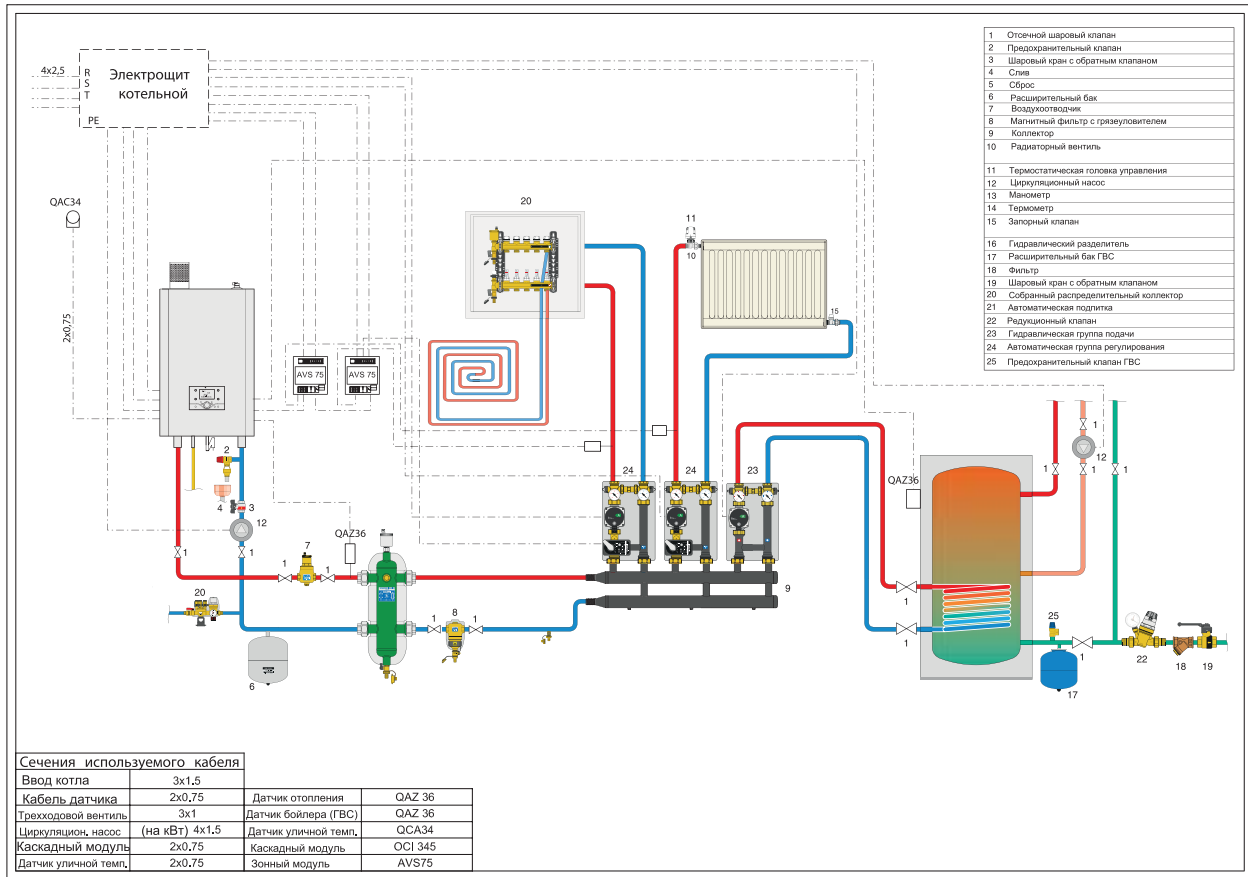 4x2,5
R
S
T
PE
Электрощит
котельной
QAC34
2x0,75
AVS 75
AVS 75
20
11
10
15
2
4
3
12
1
1
7
QAZ36
1
1
20
6
8
1
1
24
24
23
9
QAZ36
1
1
1
1
12
1
1
1
25
17
1
22
18
19
1 Отсечной шаровый клапан
2 Предохранительный клапан
3 Шаровый кран с обратным клапаном
4 Слив
5 Сброс
6 Расширительный бак
7 Воздухоотводчик
8 Магнитный фильтр с грязеуловителем
9 Коллектор
10 Радиаторный вентиль
11 Термостатическая головка управления
12 Циркуляционный насос
13 Манометр
14 Термометр
15 Запорный клапан
16 Гидравлический разделитель
17 Расширительный бак ГВС
18 Фильтр
19 Шаровый кран с обратным клапаном
20 Собранный распределительный коллектор
21 Автоматическая подпитка
22 Редукционный клапан
23 Гидравлическая группа подачи
24 Автоматическая группа регулирования
25 Предохранительный клапан ГВС
Сечения используемого кабеля
Ввод котла 3x1.5
Кабель датчика 2x0.75 Датчик отопления QAZ 36
Трехходовой вентиль 3x1 Датчик бойлера (ГВС) QAZ 36
Циркуляцион. насос (на кВт) 4x1.5 Датчик уличной темп. QCA34
Каскадный модуль 2x0.75 Каскадный модуль OCI 345
Датчик уличной темп. 2x0.75 Зонный модуль AVS75